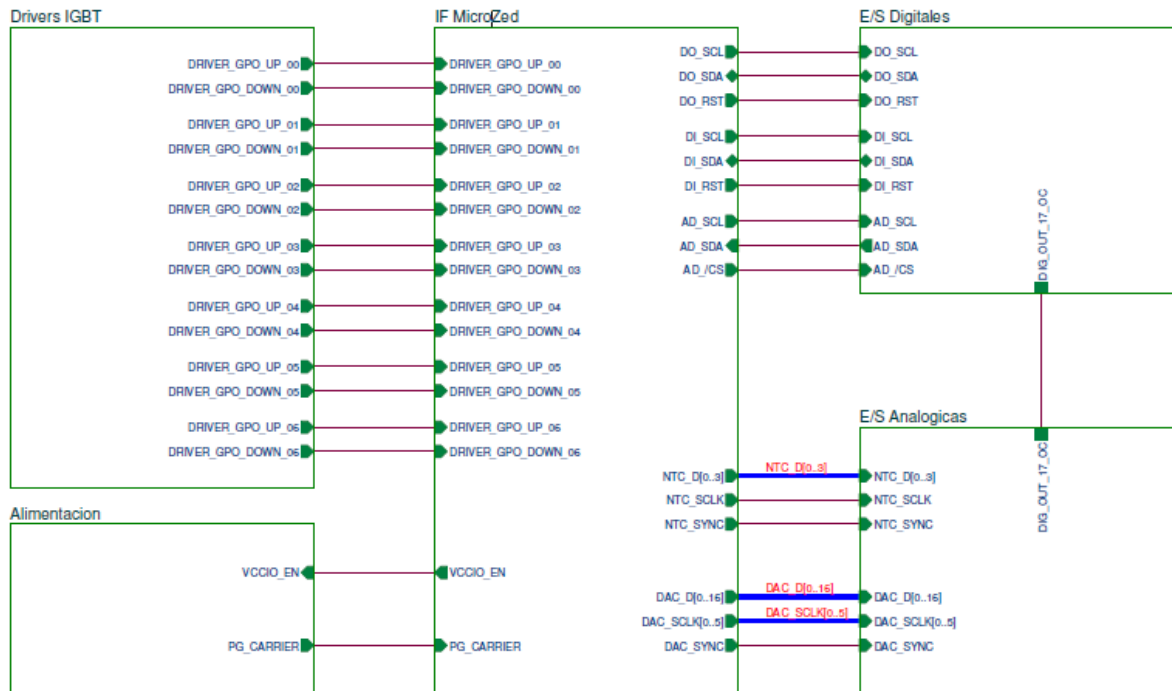 Drivers IGBT
DRIVER_GPO_UP_00
DRIVER_GPO_DOWN_00
DRIVER_GPO_UP_01
DRIVER_GPO_DOWN_01
DRIVER_GPO_UP_02
DRIVER_GPO_DOWN_02
DRIVER_GPO_UP_03
DRIVER_GPO_DOWN_03
DRIVER_GPO_UP_04
DRIVER_GPO_DOWN_04
DRIVER_GPO_UP_05
DRIVER_GPO_DOWN_05
DRIVER_GPO_UP_06
DRIVER_GPO_DOWN_06
Alimentacion
VCCIO_EN
PG_CARRIER
IF MicroZed
DRIVER_GPO_UP_00
DRIVER_GPO_DOWN_00
DRIVER_GPO_UP_01
DRIVER_GPO_DOWN_01
DRIVER_GPO_UP_02
DRIVER_GPO_DOWN_02
DRIVER_GPO_UP_03
DRIVER_GPO_DOWN_03
DRIVER_GPO_UP_04
DRIVER_GPO_DOWN_04
DRIVER_GPO_UP_05
DRIVER_GPO_DOWN_05
DRIVER_GPO_UP_06
DRIVER_GPO_DOWN_06
VCCIO_EN
PG_CARRIER
DO_SCL
DO_SDA
DO_RST
DI_SCL
DI_SDA
DI_RST
AD_SCL
AD_SDA
AD_/CS
NTC_D[0..3]
NTC_SCLK
NTC_SYNC
DAC_D[0..16]
DAC_SCLK[0..5]
DAC_SYNC
NTC_D[0..3]
DAC_D[0..16]
DAC_SCLK[0..5]
E/S Digitales
DO_SCL
DO_SDA
DO_RST
DI_SCL
DI_SDA
DI_RST
AD_SCL
AD_SDA
AD_/CS
DIG_OUT_17_OC
E/S Analogicas
DIG_OUT_17_OC
NTC_D[0..3]
NTC_SCLK
NTC_SYNC
DAC_D[0..16]
DAC_SCLK[0..5]
DAC_SYNC